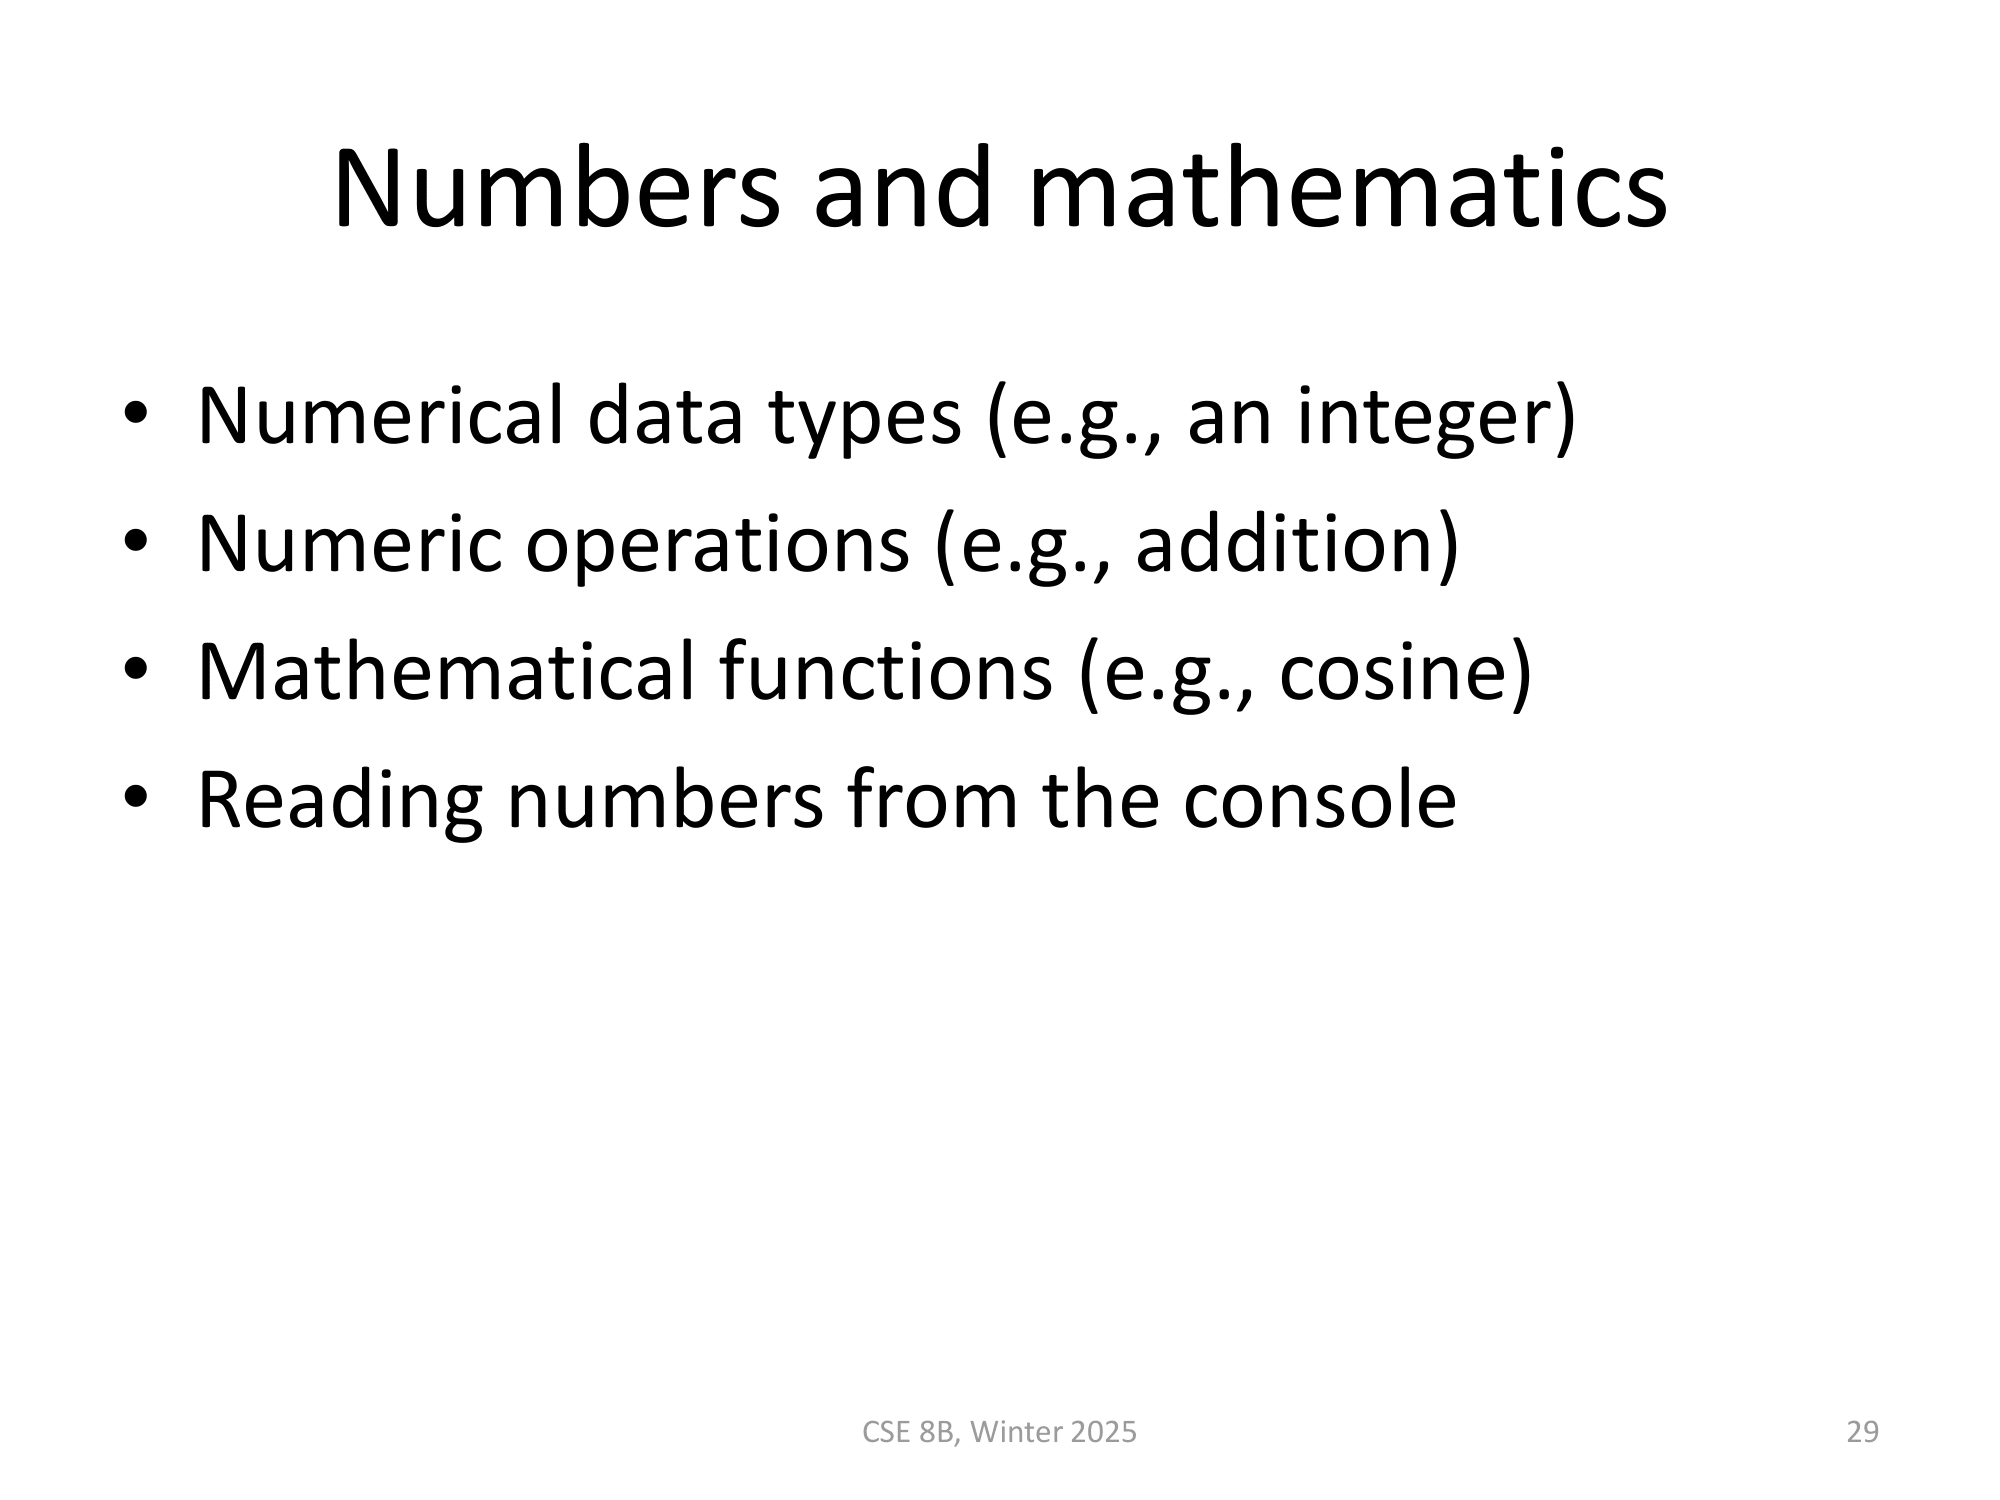 Numbers and mathematics
• Numerical data types (e.g., an integer)
• Numeric operations (e.g., addition)
• Mathematical functions (e.g., cosine)
• Reading numbers from the console
CSE 8B, Winter 2025
29